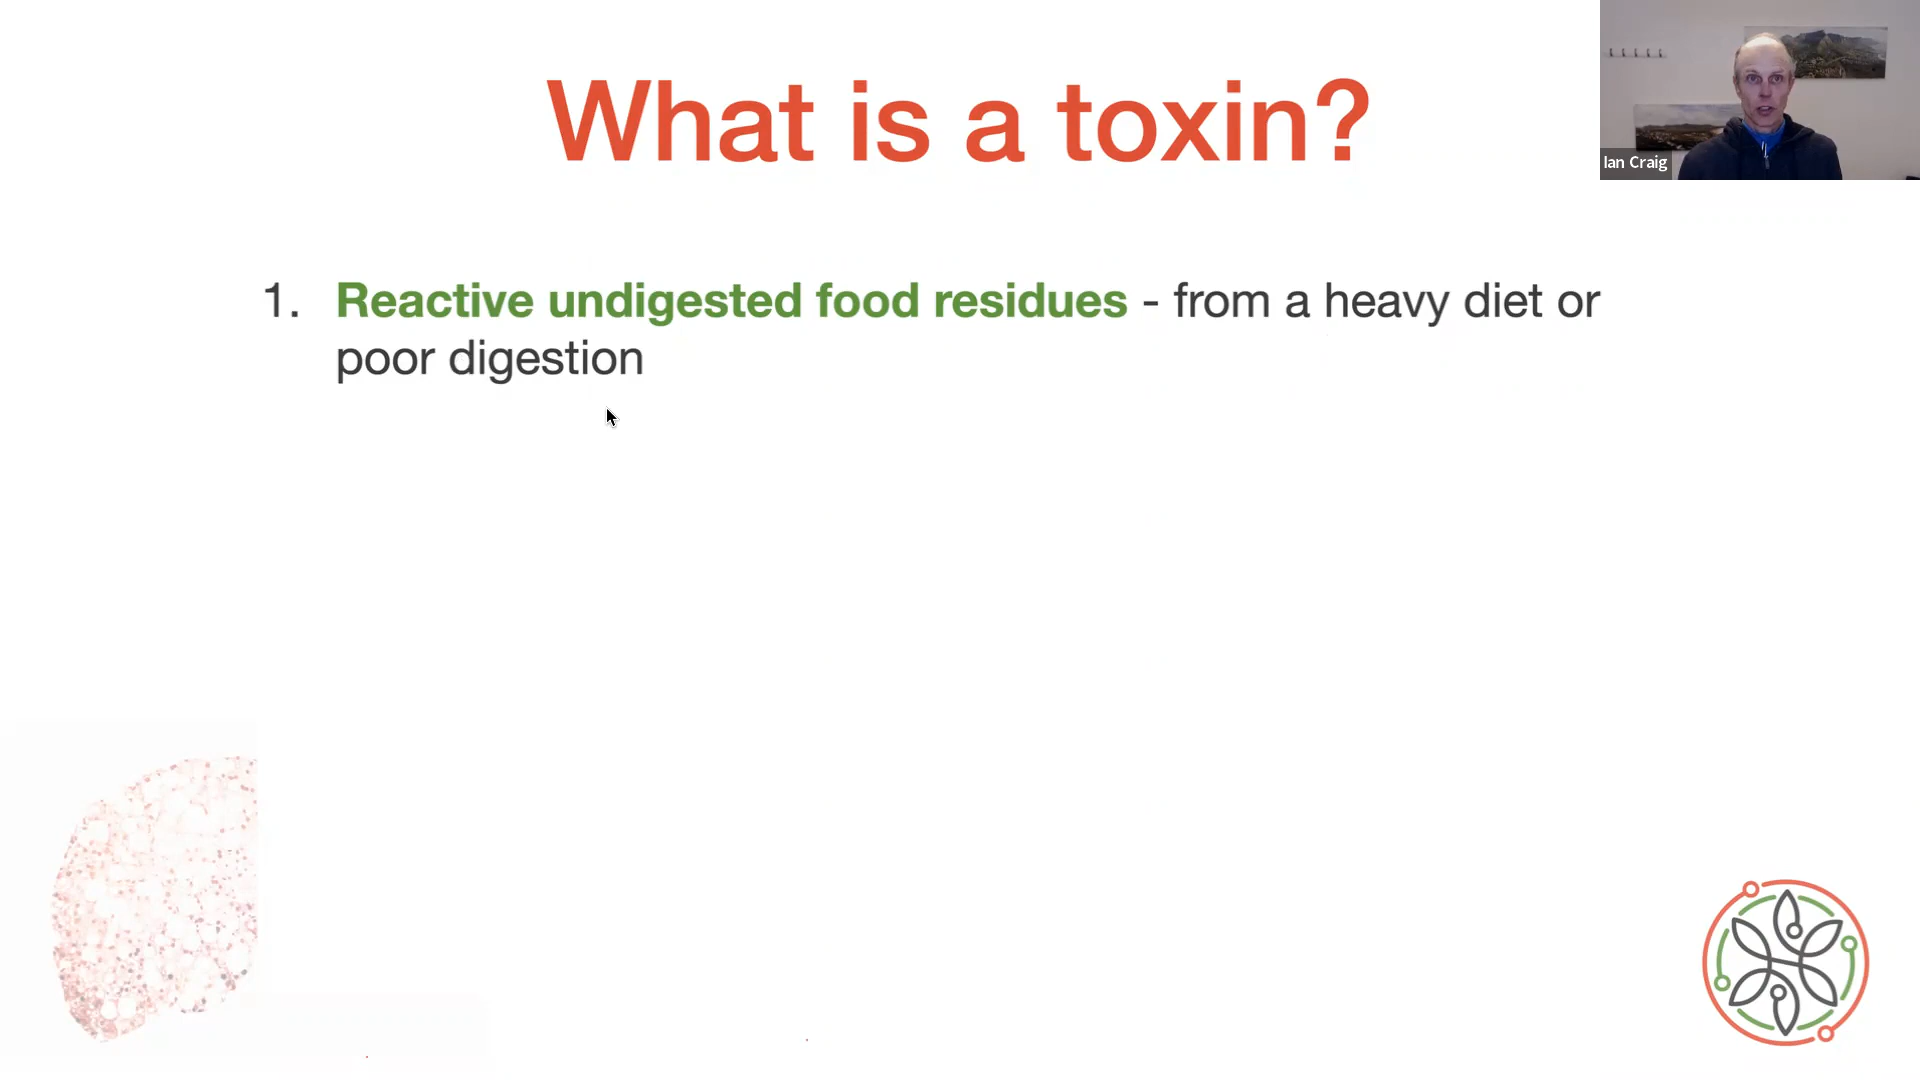 What is a toxin?
Ian Craig
1. Reactive undigested food residues - from a heavy diet or
poor digestion